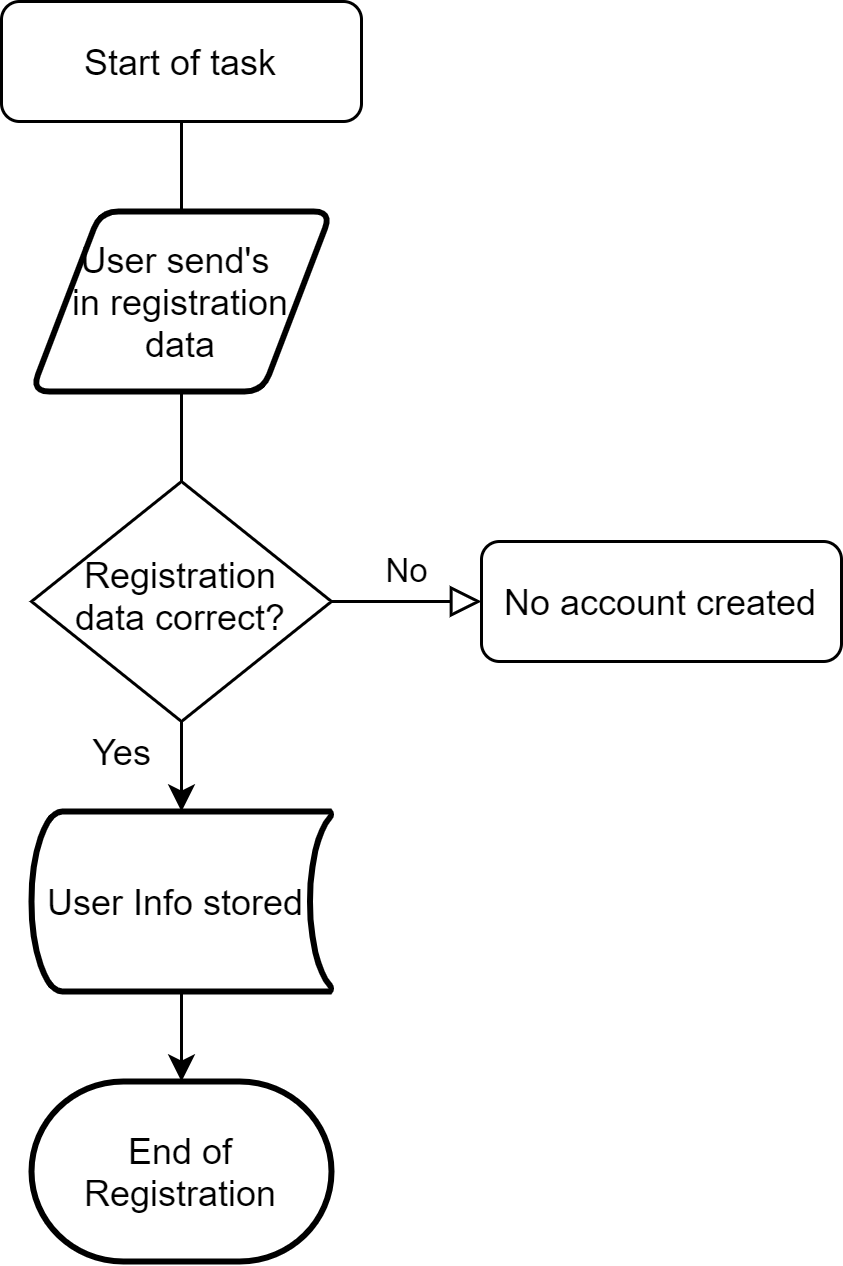 Start of task
User send's
in registration
data
Registration
data correct?
No
No account created
Yes
User Info stored
End of
Registration